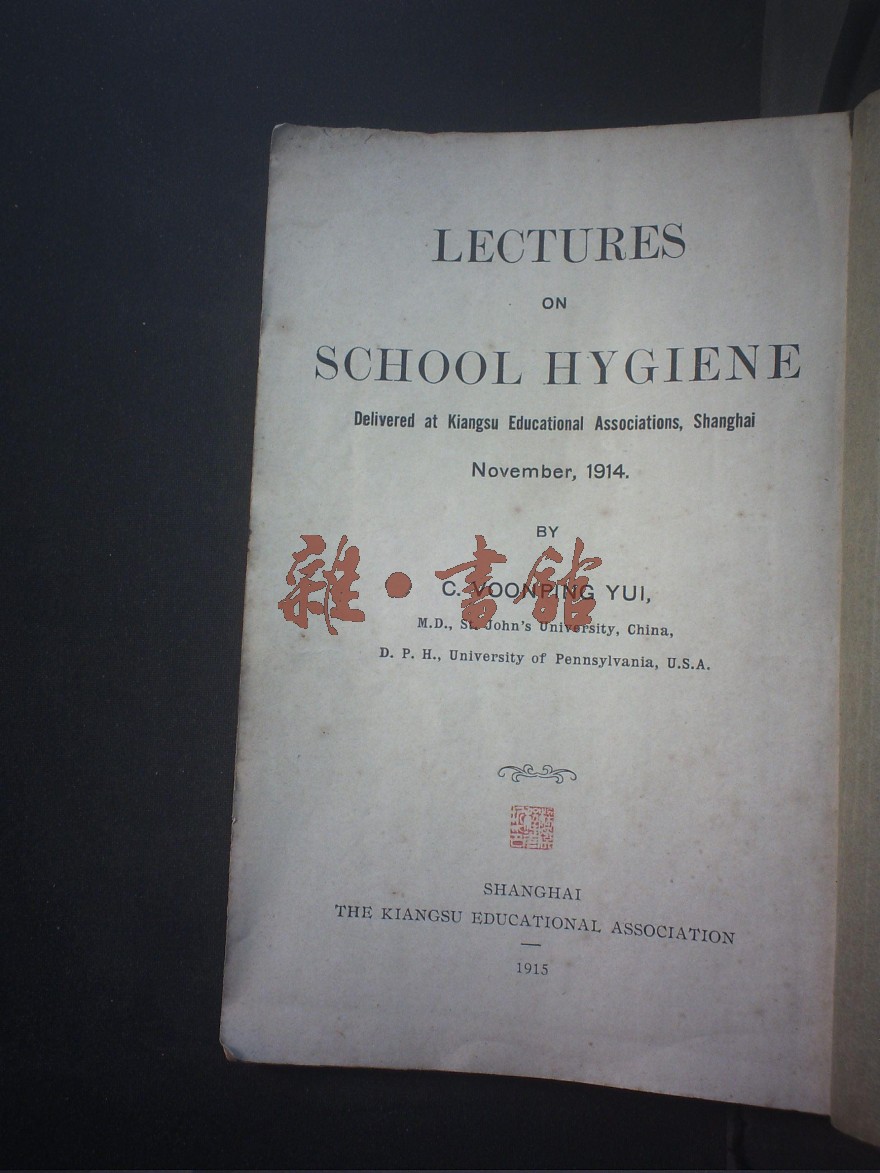 LECTURES
ON
SCHOOL HYGIENE
Delivered at Kiangsu Educational Associations, Shanghai
November, 1914.
BY
C. VOONPING YUI,
雜·書館
M.D., St. John's University, China,
D. P. H., University of Pennsylvania, U.S.A.
SHANGHAI
THE KIANGSU EDUCATIONAL ASSOCIATION
1915